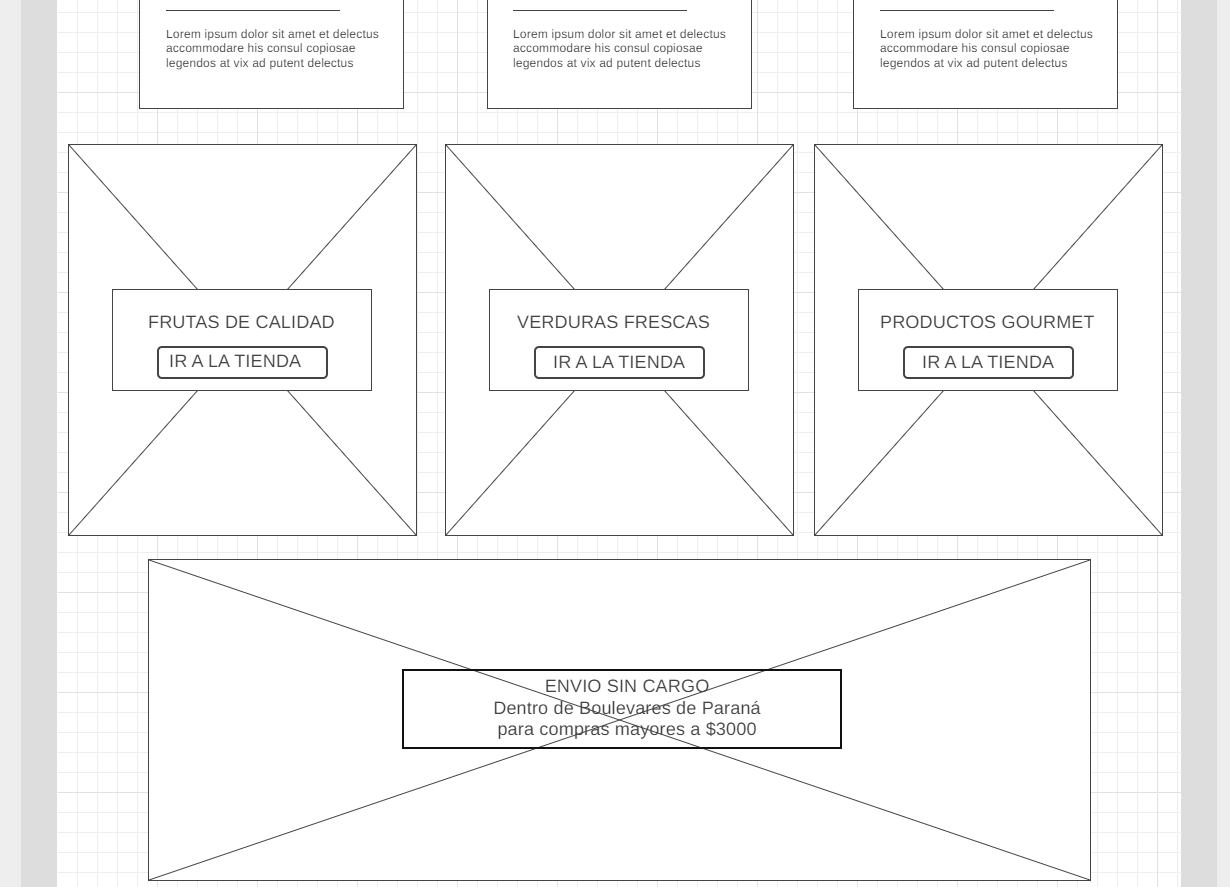 Lorem ipsum dolor sit amet et delectus
accommodare his consul copiosae
legendos at vix ad putent delectus
Lorem ipsum dolor sit amet et delectus
accommodare his consul copiosae
legendos at vix ad putent delectus
Lorem ipsum dolor sit amet et delectus
accommodare his consul copiosae
legendos at vix ad putent delectus
FRUTAS DE CALIDAD
IR A LA TIENDA
VERDURAS FRESCAS
IR A LA TIENDA
PRODUCTOS GOURMET
IR A LA TIENDA
ENVIO SIN CARGO
Dentro de Boulevares de Paraná
para compras mayores a $3000